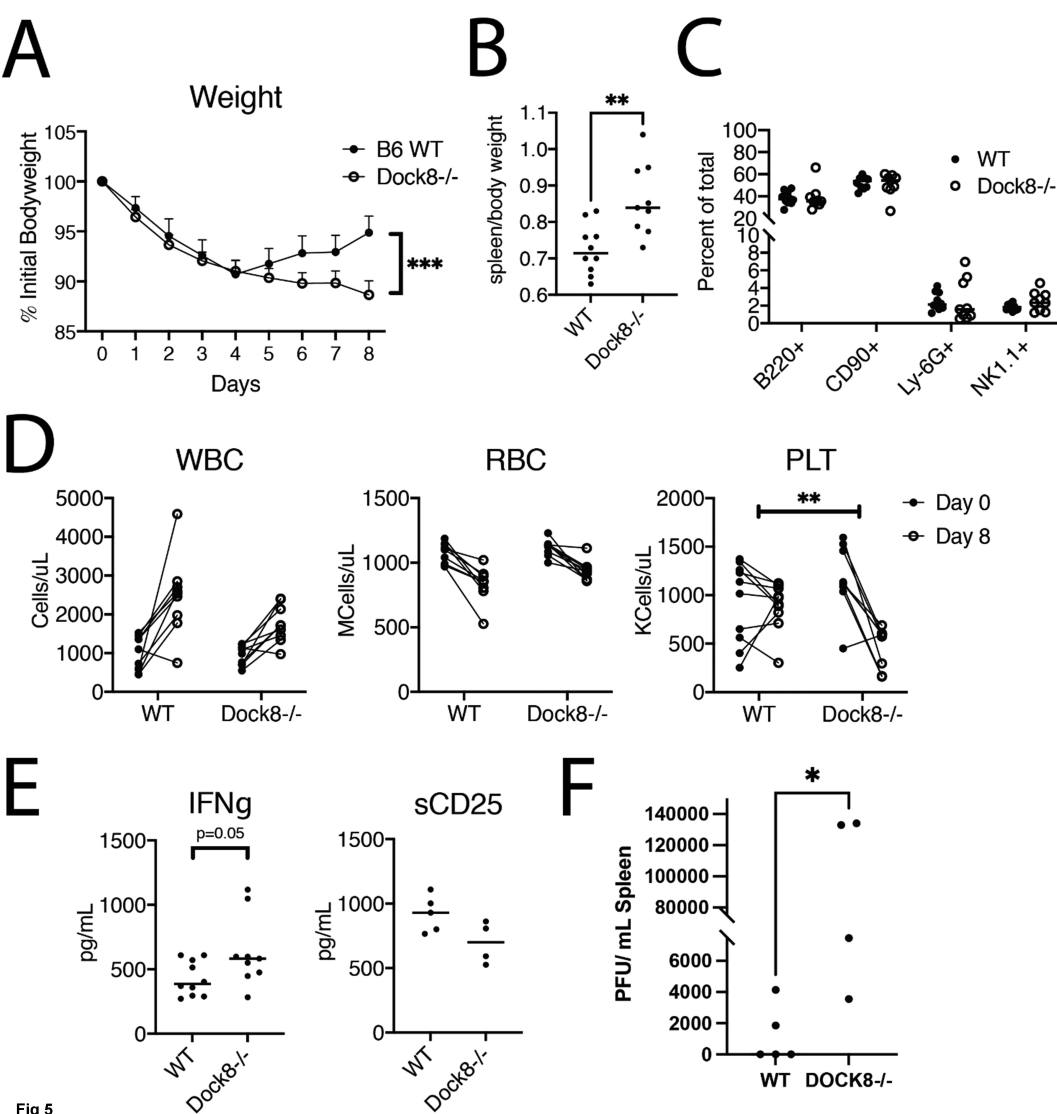 A
Weight
% Initial Bodyweight
105
100
95
90
85
0 1 2 3 4 5 6 7 8
Days
B6 WT
Dock8-/-
***
B
spleen/body weight
1.1
1.0
0.9
0.8
0.7
0.6
**
WT
Dock8-/-
C
Percent of total
100
80
60
40
20
10
8
6
4
2
0
B220+
CD90+
Ly-6G+
NK1.1+
WT
Dock8-/-
D
WBC
Cells/uL
5000
4000
3000
2000
1000
0
WT Dock8-/-
RBC
MCells/uL
1500
1000
500
0
WT Dock8-/-
PLT
KCells/uL
2000
1500
1000
500
0
**
WT Dock8-/-
Day 0
Day 8
E
IFNg
p=0.05
pg/mL
1500
1000
500
0
WT
Dock8-/-
sCD25
pg/mL
1500
1000
500
0
WT
Dock8-/-
F
*
PFU/ mL Spleen
140000
120000
100000
80000
6000
4000
2000
0
WT DOCK8-/-
Fig 5